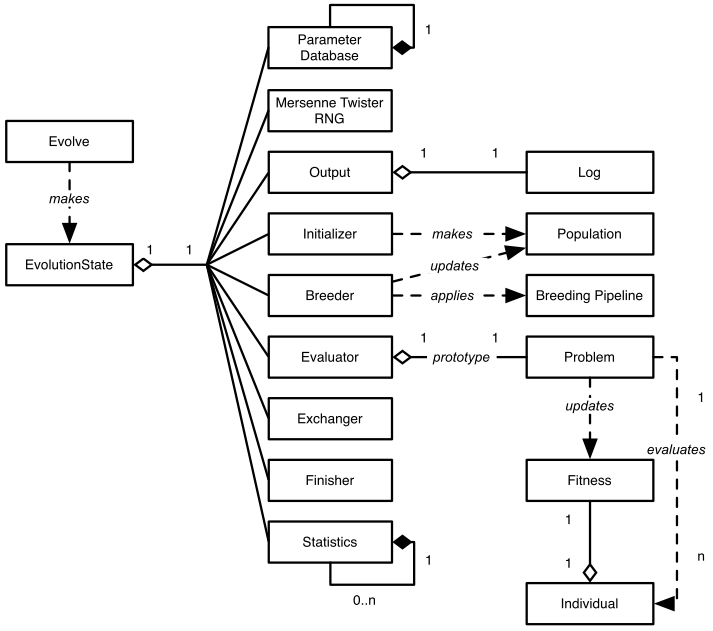 1
Parameter
Database
Mersenne Twister
RNG
Evolve
1
1
Output
Log
makes
Initializer
makes
Population
1
1
EvolutionState
updates
Breeder
applies
Breeding Pipeline
1
1
Evaluator
prototype
Problem
1
updates
Exchanger
evaluates
Finisher
Fitness
1
Statistics
1
1
n
0..n
Individual